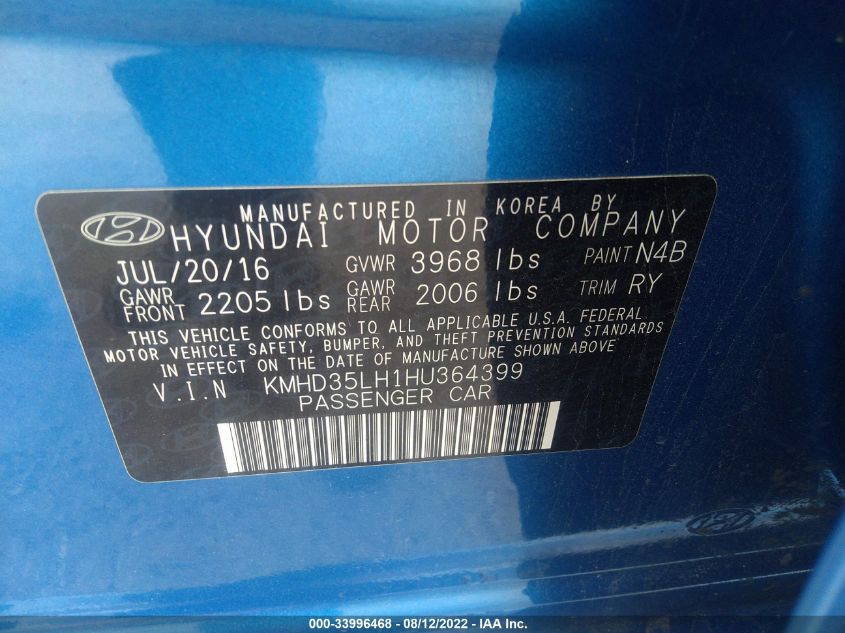 MANUFACTURED IN KOREA BY
HYUNDAI MOTOR COMPANY
JUL/20/16 GVWR 3968 lbs PAINT N4B
GAWR FRONT 2205 lbs GAWR REAR 2006 lbs TRIM RY
THIS VEHICLE CONFORMS TO ALL APPLICABLE U.S.A. FEDERAL
MOTOR VEHICLE SAFETY, BUMPER, AND THEFT PREVENTION STANDARDS
IN EFFECT ON THE DATE OF MANUFACTURE SHOWN ABOVE
V.I.N KMHD35LH1HU364399
PASSENGER CAR
000-33996468 - 08/12/2022 - IAA Inc.